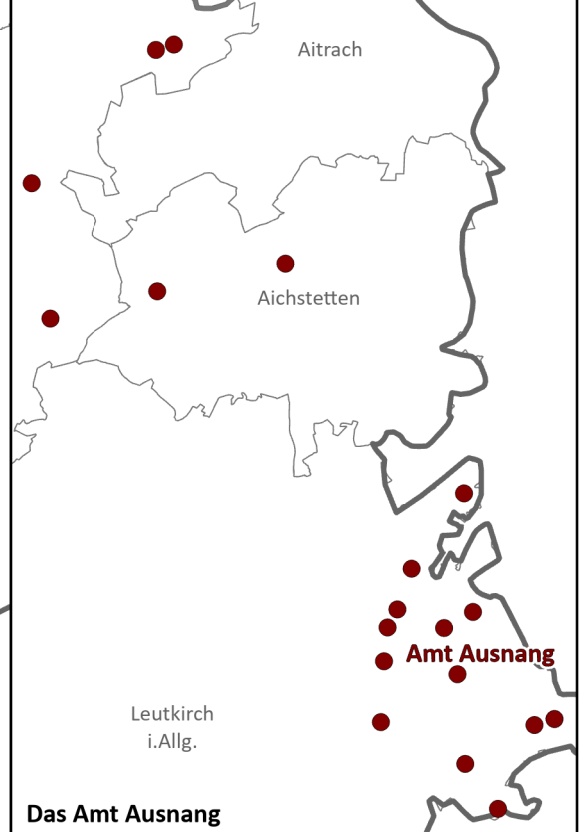 Aitrach
Aichstetten
Amt Ausnang
Leutkirch
i.Allg.
Das Amt Ausnang